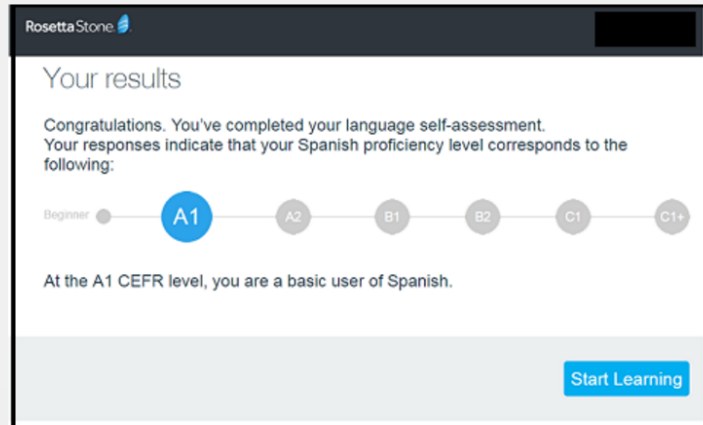 RosettaStone.
Your results
Congratulations. You've completed your language self-assessment.
Your responses indicate that your Spanish proficiency level corresponds to the
following:
Beginner A1 A2 B1 B2 C1 C1+
At the A1 CEFR level, you are a basic user of Spanish.
Start Learning